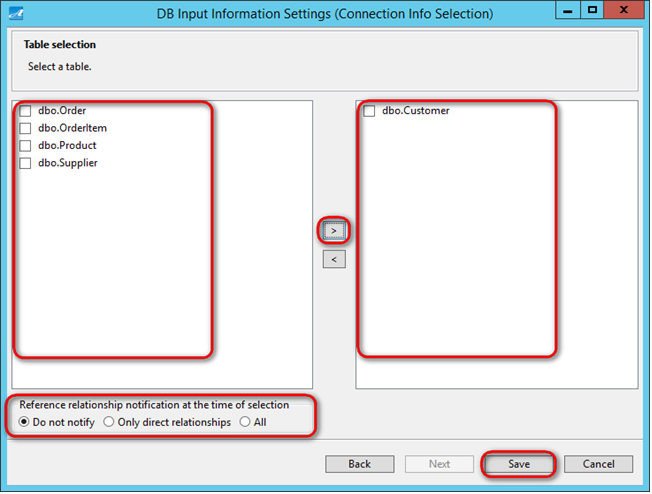 DB Input Information Settings (Connection Info Selection)
Table selection
Select a table.
dbo.Order
dbo.OrderItem
dbo.Product
dbo.Supplier
>
<
dbo.Customer
Reference relationship notification at the time of selection
Do not notify Only direct relationships All
Back Next Save Cancel